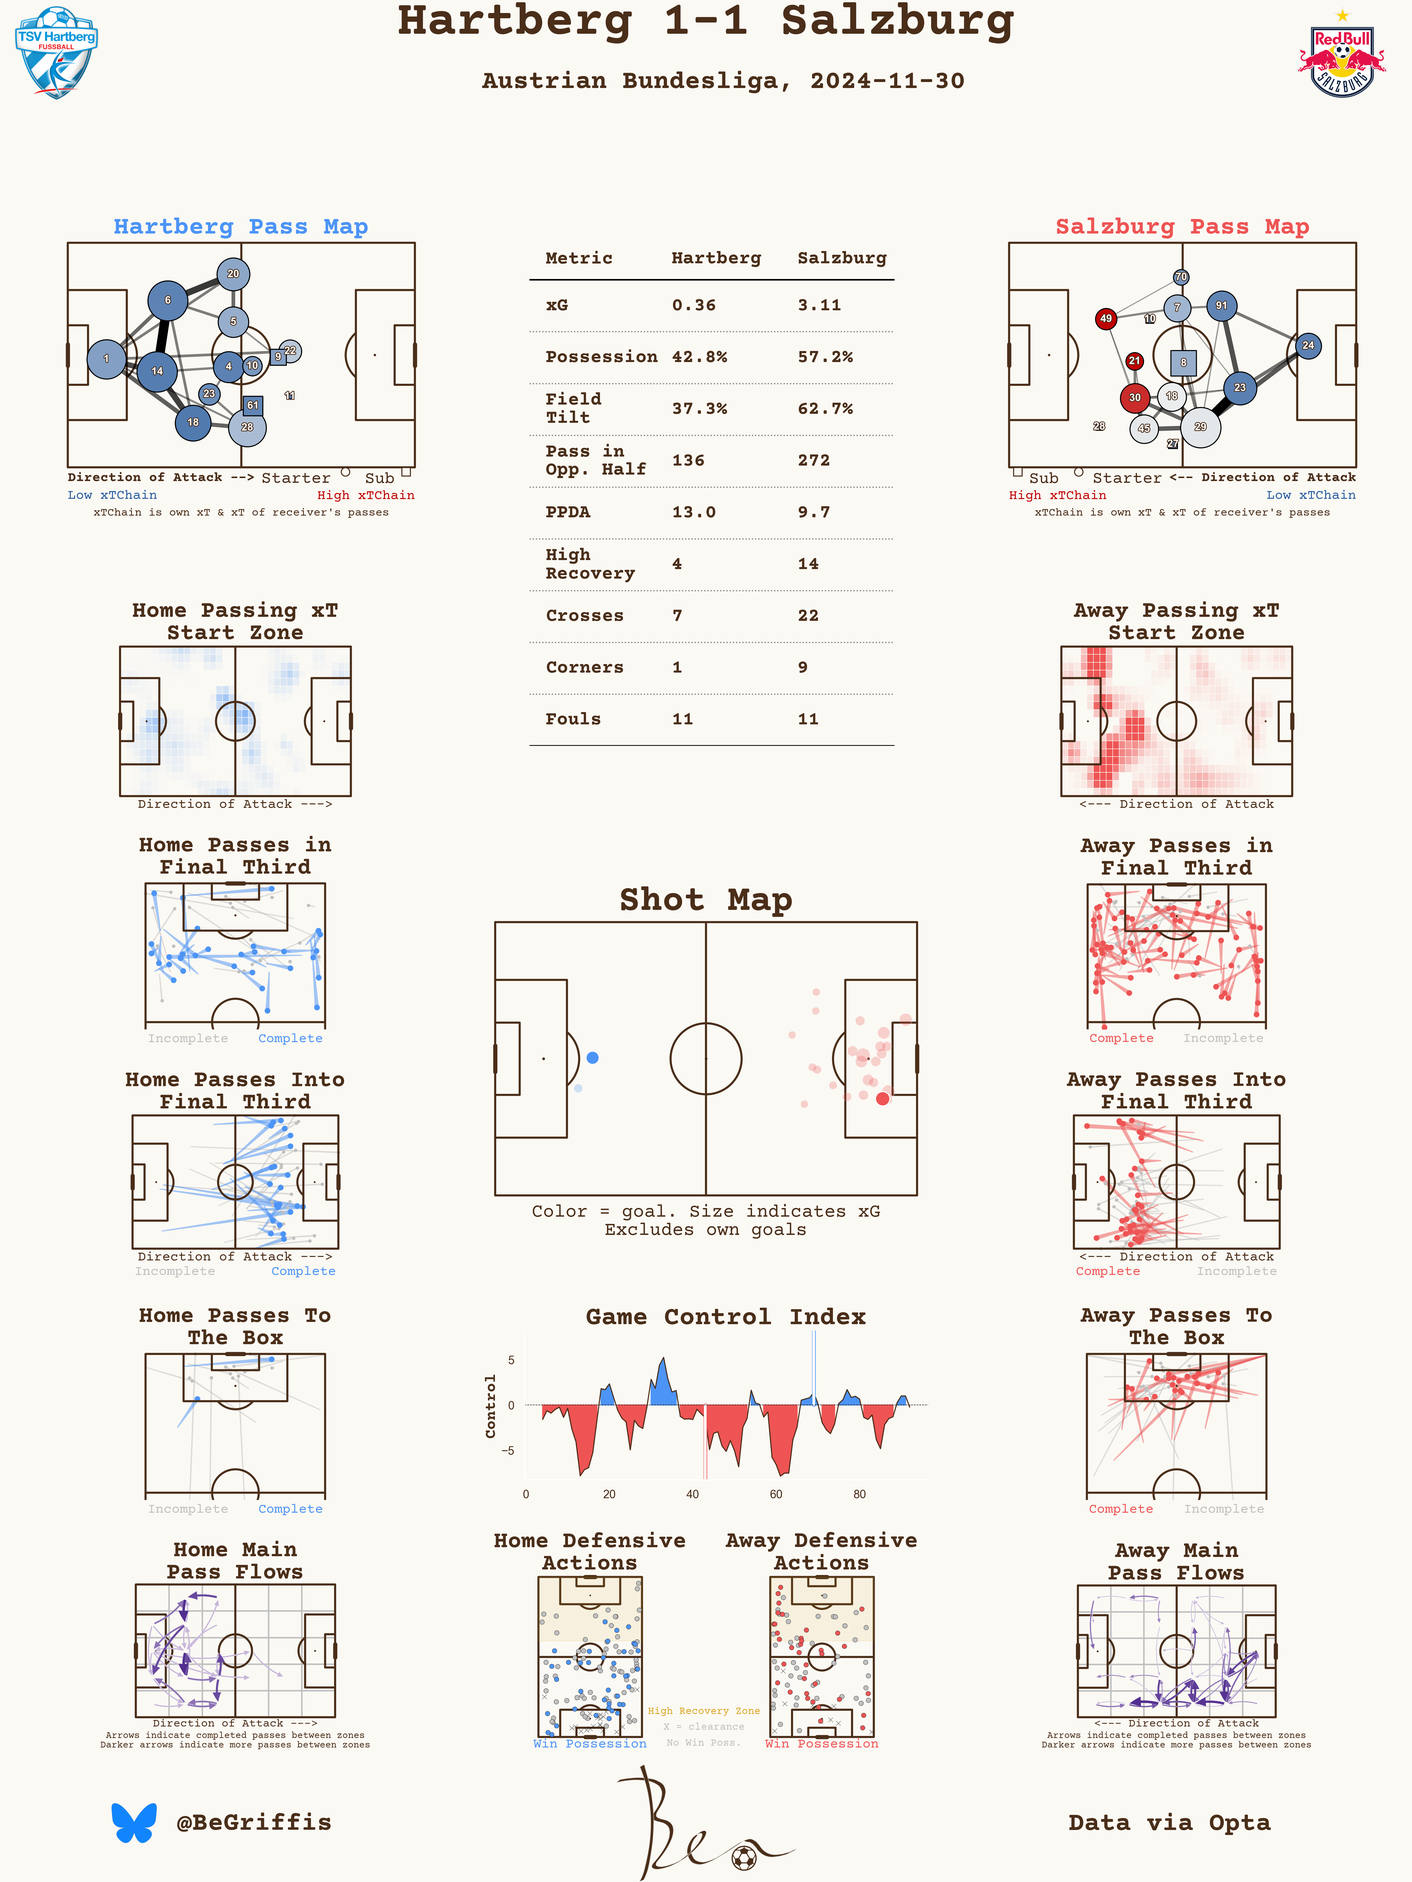 Hartberg 1-1 Salzburg
Austrian Bundesliga, 2024-11-30
TSV Hartberg
FUSSBALL
Red Bull
SALZBURG
Hartberg Pass Map
20
6
5
22
9
1
14
4
10
23
11
61
18
28
Direction of Attack --> Starter Sub
Low xTChain High xTChain
xTChain is own xT & xT of receiver's passes
Metric Hartberg Salzburg
xG 0.36 3.11
Possession 42.8% 57.2%
Field
Tilt 37.3% 62.7%
Pass in
Opp. Half 136 272
PPDA 13.0 9.7
High
Recovery 4 14
Crosses 7 22
Corners 1 9
Fouls 11 11
Salzburg Pass Map
70
7
91
49
10
24
21
8
23
30
18
28
45
29
27
Sub Starter <-- Direction of Attack
High xTChain Low xTChain
xTChain is own xT & xT of receiver's passes
Home Passing xT
Start Zone
Direction of Attack --->
Away Passing xT
Start Zone
<--- Direction of Attack
Home Passes in
Final Third
Incomplete Complete
Away Passes in
Final Third
Complete Incomplete
Shot Map
Color = goal. Size indicates xG
Excludes own goals
Home Passes Into
Final Third
Direction of Attack --->
Incomplete Complete
Away Passes Into
Final Third
<--- Direction of Attack
Complete Incomplete
Home Passes To
The Box
Incomplete Complete
Game Control Index
Control
5
0
−5
0 20 40 60 80
Away Passes To
The Box
Complete Incomplete
Home Main
Pass Flows
Direction of Attack --->
Arrows indicate completed passes between zones
Darker arrows indicate more passes between zones
Home Defensive
Actions
Win Possession
Away Defensive
Actions
Win Possession
High Recovery Zone
X = clearance
No Win Poss.
Away Main
Pass Flows
<--- Direction of Attack
Arrows indicate completed passes between zones
Darker arrows indicate more passes between zones
@BeGriffis
Ben
Data via Opta